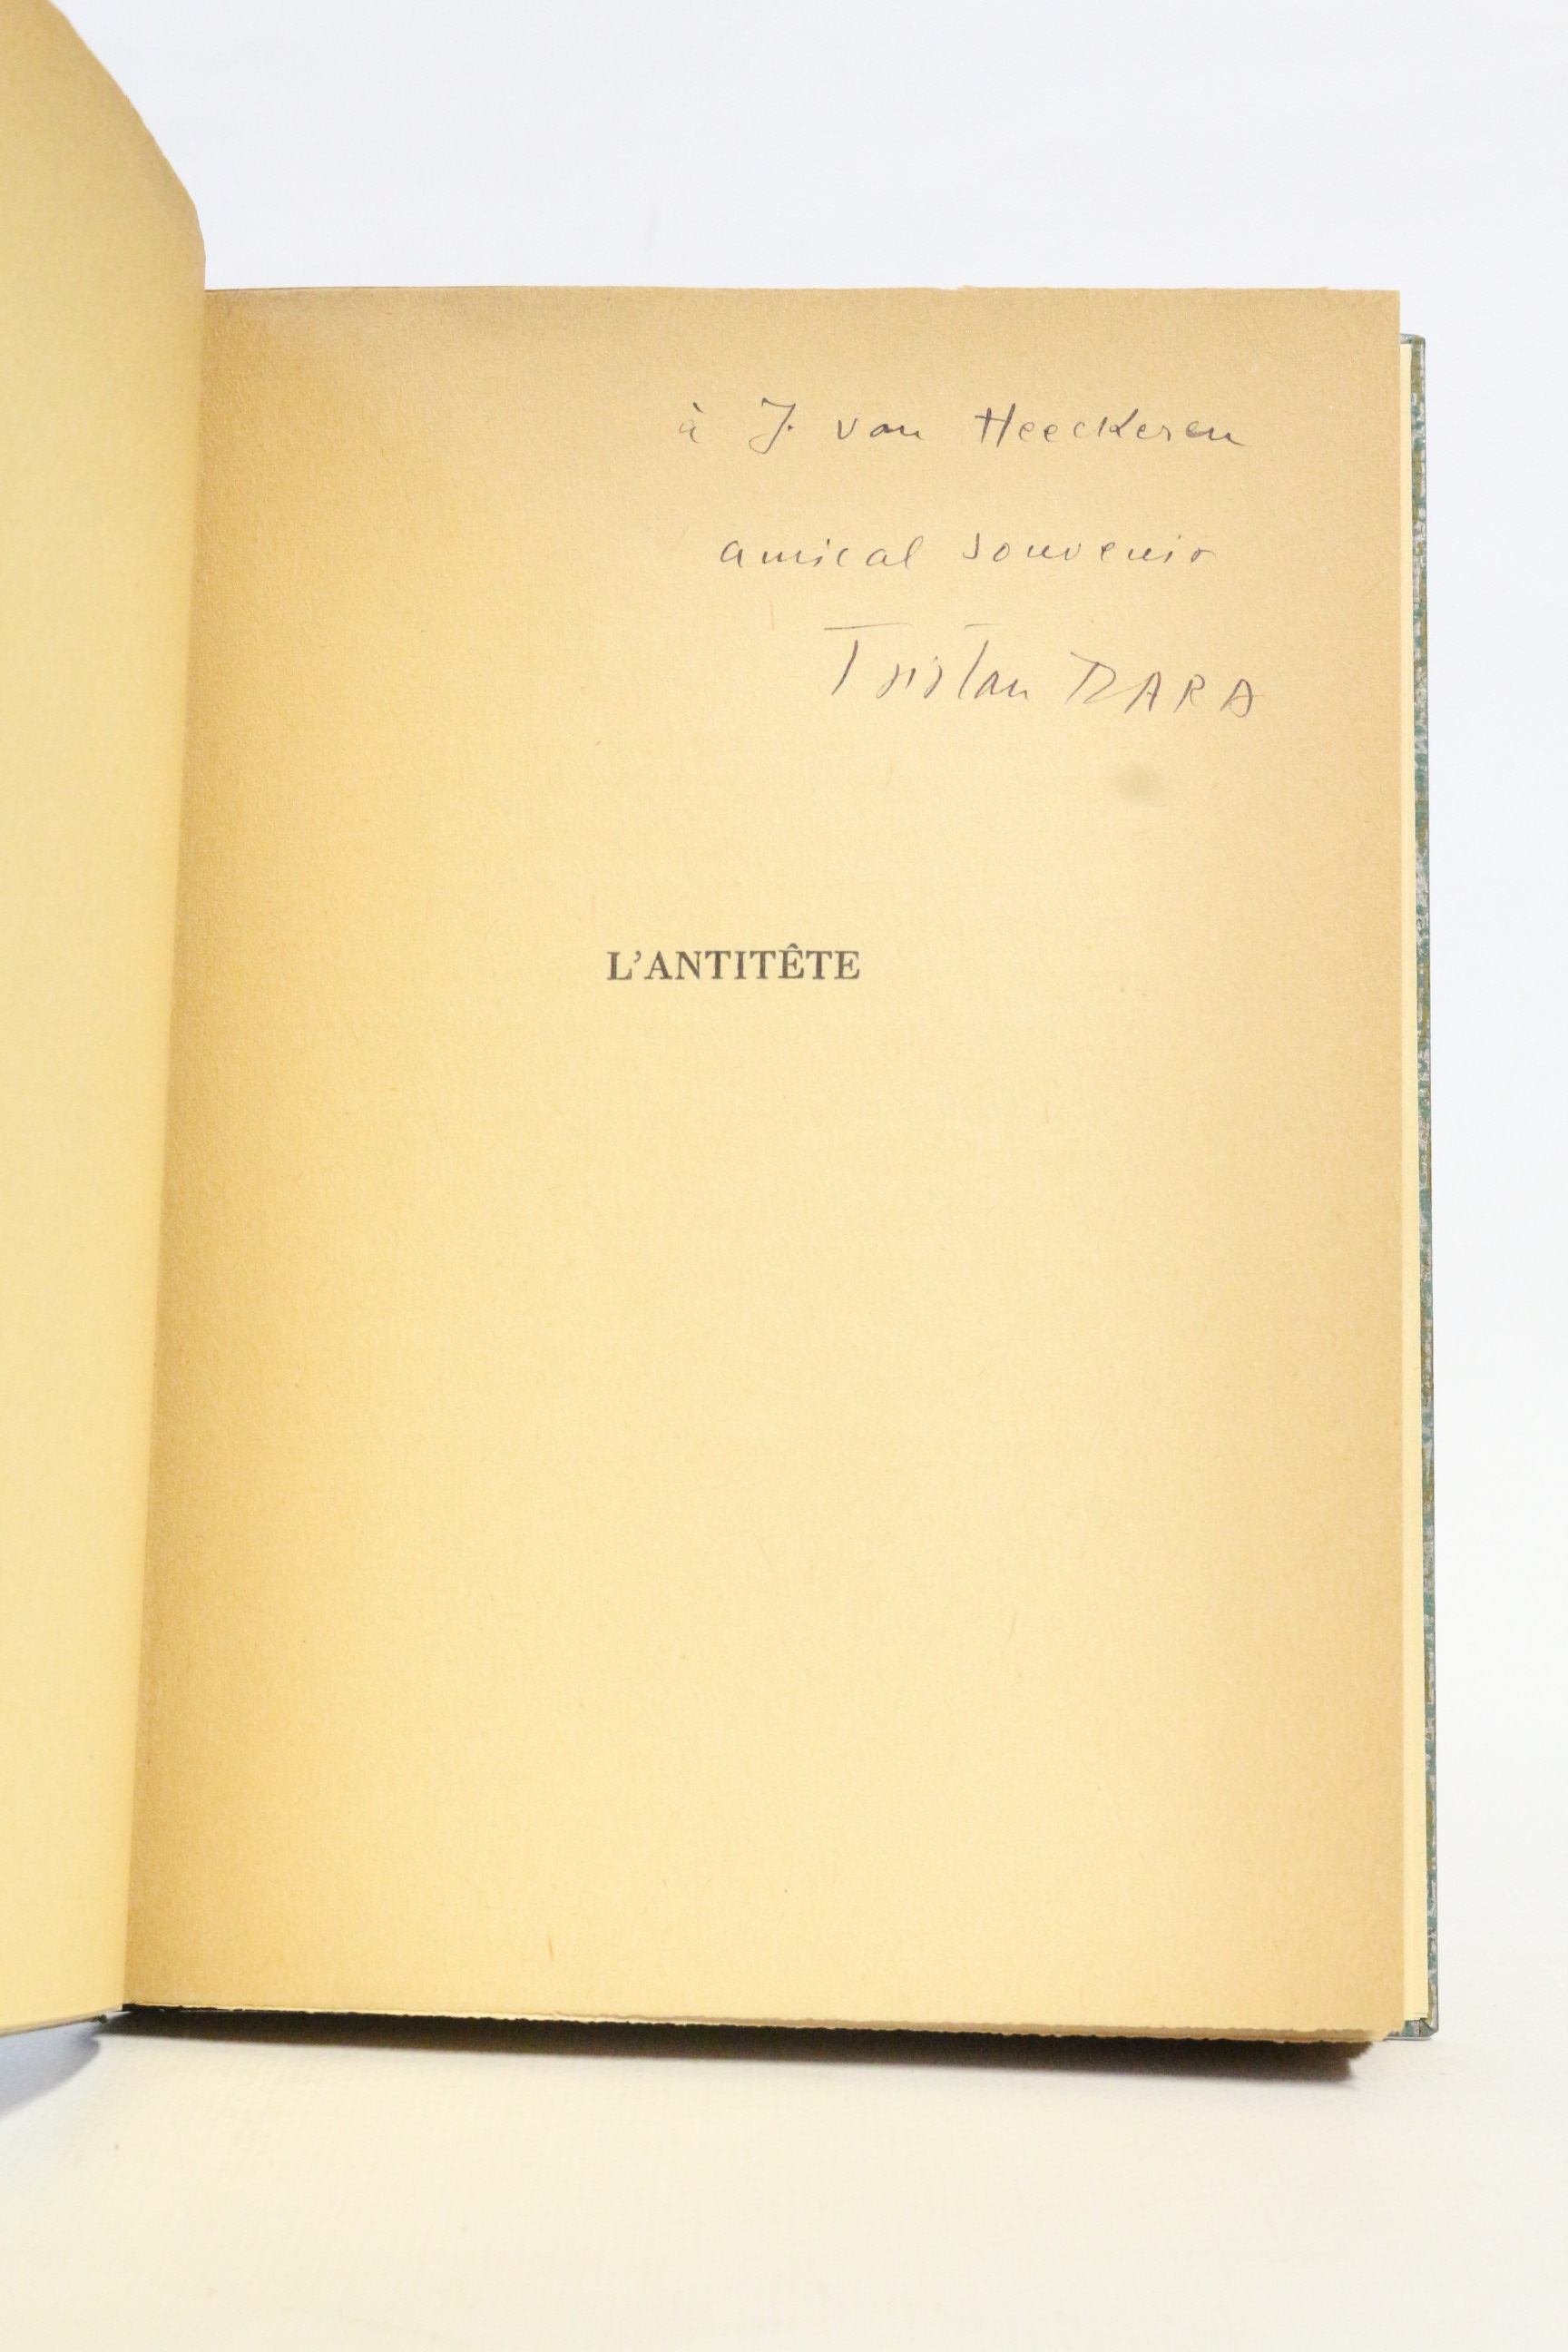 à J. van Heeckeren
amical souvenir
Tristan TZARA
L'ANTITÊTE